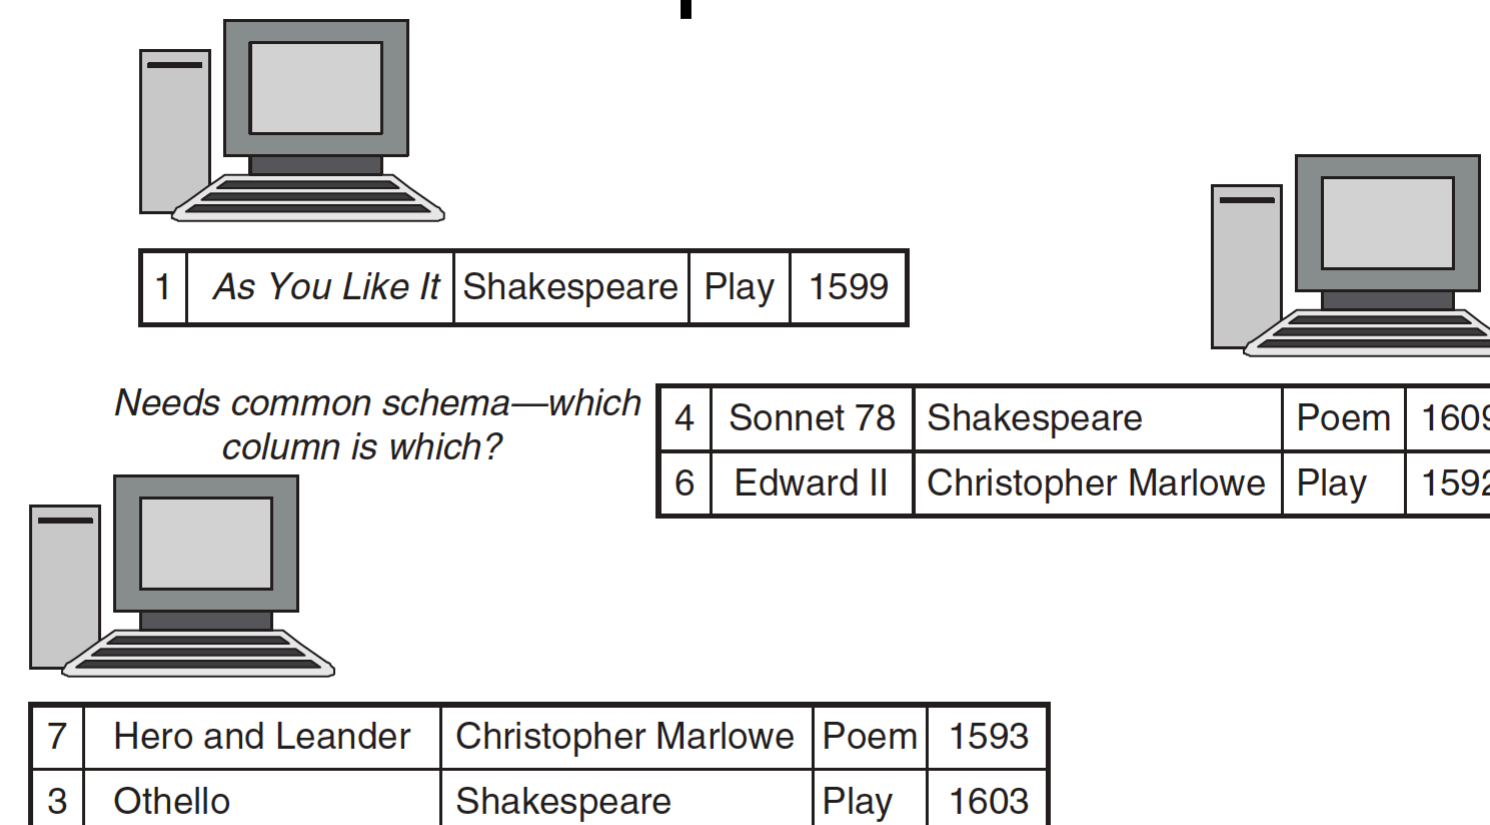 1 As You Like It Shakespeare Play 1599
Needs common schema—which
column is which?
4 Sonnet 78 Shakespeare Poem 1609
6 Edward II Christopher Marlowe Play 1592
7 Hero and Leander Christopher Marlowe Poem 1593
3 Othello Shakespeare Play 1603